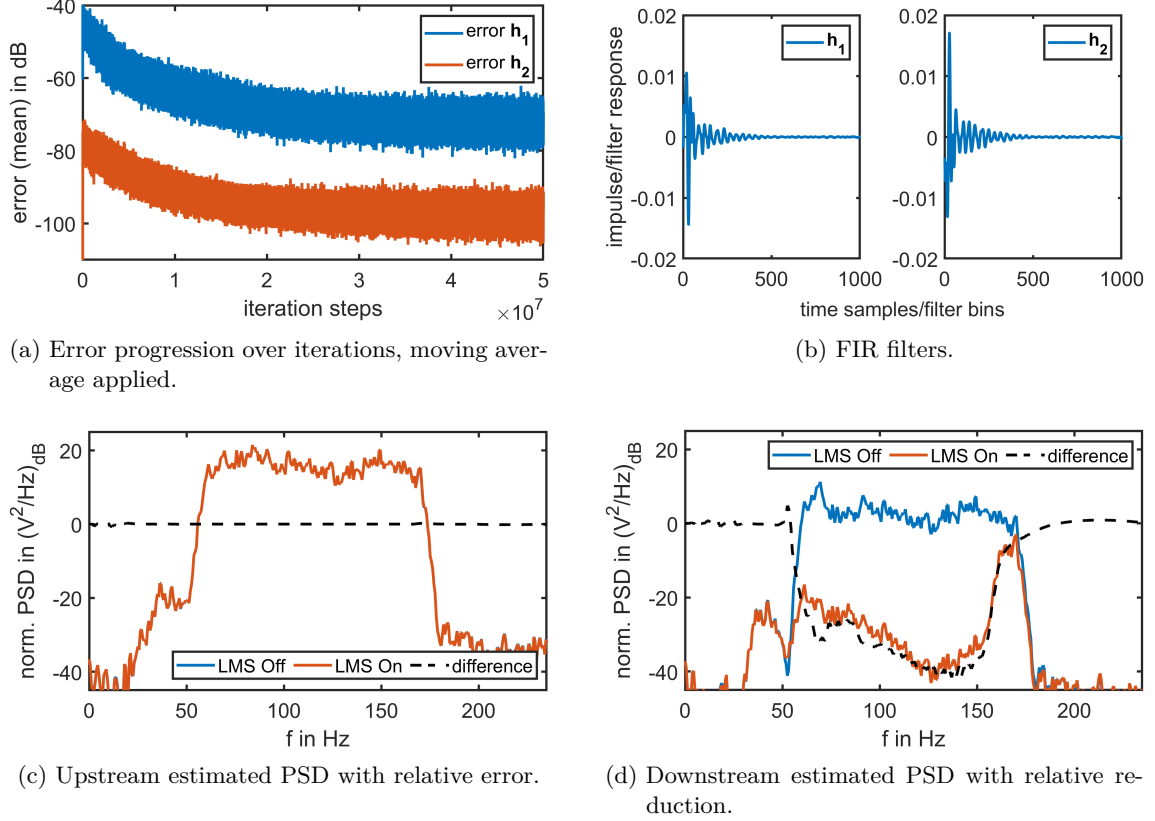 -40
-60
-80
-100
error (mean) in dB
error h1
error h2
0 1 2 3 4 5
iteration steps
×10^7
(a) Error progression over iterations, moving aver-
age applied.
0.02
0.01
0
-0.01
-0.02
impulse/filter response
h1
0 500 1000
0.02
0.01
0
-0.01
-0.02
h2
0 500 1000
time samples/filter bins
(b) FIR filters.
20
0
-20
-40
norm. PSD in (V^2/Hz)_dB
LMS Off LMS On difference
0 50 100 150 200
f in Hz
(c) Upstream estimated PSD with relative error.
20
0
-20
-40
norm. PSD in (V^2/Hz)_dB
LMS Off LMS On difference
0 50 100 150 200
f in Hz
(d) Downstream estimated PSD with relative re-
duction.